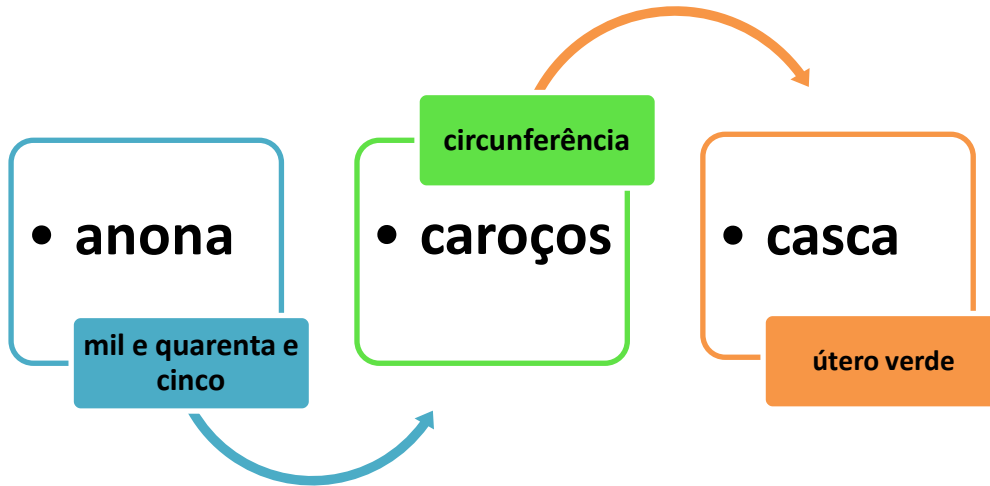 • anona
mil e quarenta e
cinco
circunferência
• caroços
• casca
útero verde